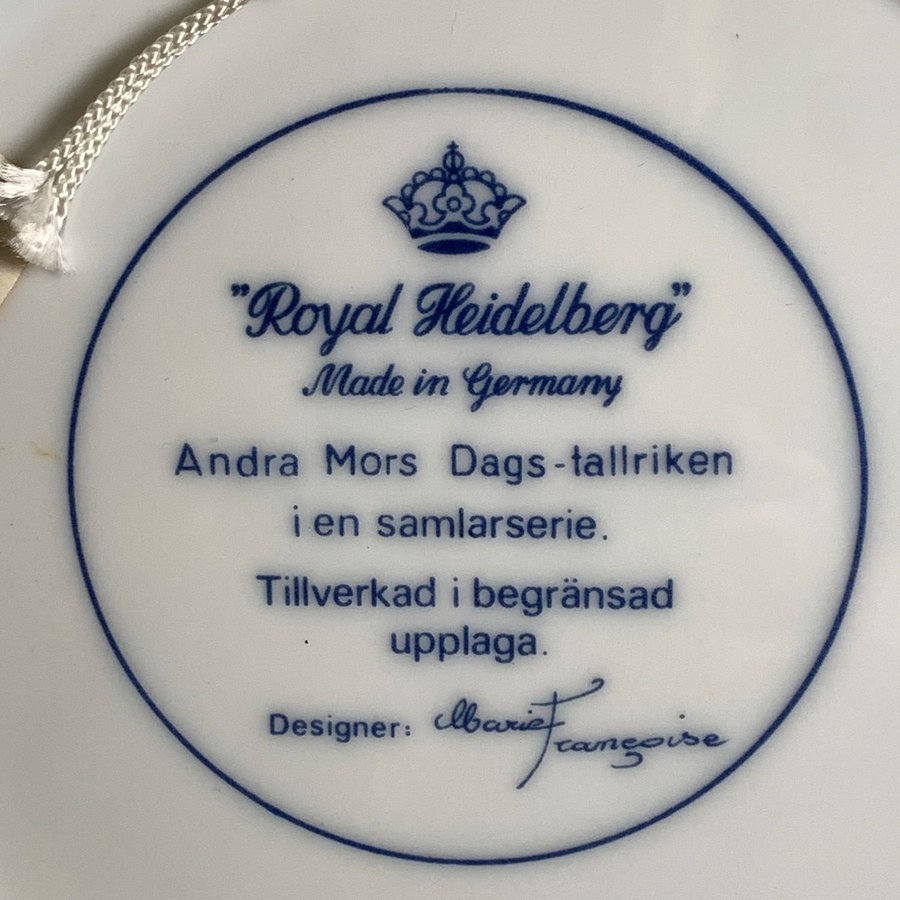 "Royal Heidelberg"
Made in Germany
Andra Mors Dags-tallriken
i en samlarserie.
Tillverkad i begränsad
upplaga.
Designer: Marie Françoise